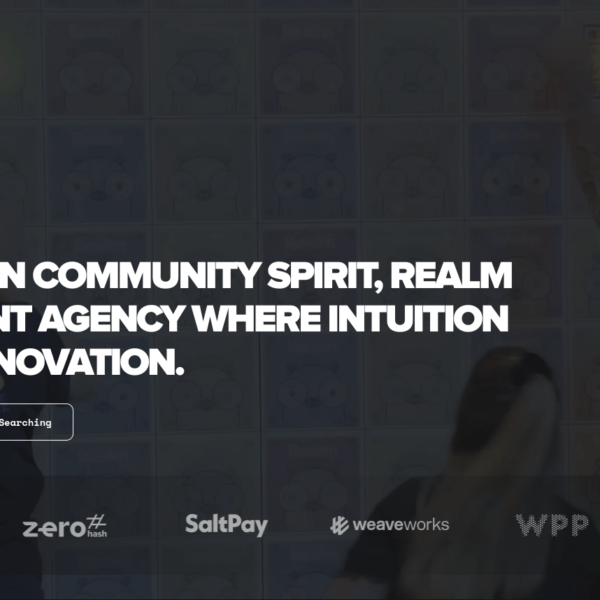 N COMMUNITY SPIRIT, REALM
NT AGENCY WHERE INTUITION
NOVATION.
Searching
zero hash
SaltPay
weaveworks
WPP